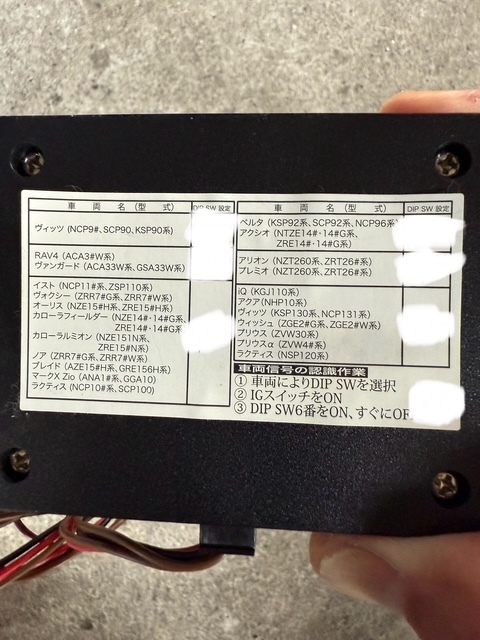 車 両 名 (型 式) DIP SW 設定
ヴィッツ (NCP9#、SCP90、KSP90系)
RAV4 (ACA3#W系)
ヴァンガード (ACA33W系、GSA33W系)
イスト (NCP11#系、ZSP110系)
ヴォクシー (ZRR7#G系、ZRR7#W系)
オーリス (NZE15#H系、ZRE15#H系)
カローラフィールダー (NZE14#・14#G系、
ZRE14#・14#G系)
カローラルミオン (NZE151N系、
ZRE15#N系)
ノア (ZRR7#G系、ZRR7#W系)
ブレイド (AZE15#H系、GRE156H系)
マークX Zio (ANA1#系、GGA10)
ラクティス (NCP10#系、SCP100)
車 両 名 (型 式) DIP SW 設定
ベルタ (KSP92系、SCP92系、NCP96系)
アクシオ (NTZE14#・14#G系、
ZRE14#・14#G系)
アリオン (NZT260系、ZRT26#系)
プレミオ (NZT260系、ZRT26#系)
iQ (KGJ110系)
アクア(NHP10系)
ヴィッツ (KSP130系、NCP131系)
ウィッシュ (ZGE2#G系、ZGE2#W系)
プリウス (ZVW30系)
プリウスα (ZVW4#系)
ラクティス (NSP120系)
車両信号の認識作業
① 車両によりDIP SWを選択
② IGスイッチをON
③ DIP SW6番をON、すぐにOF